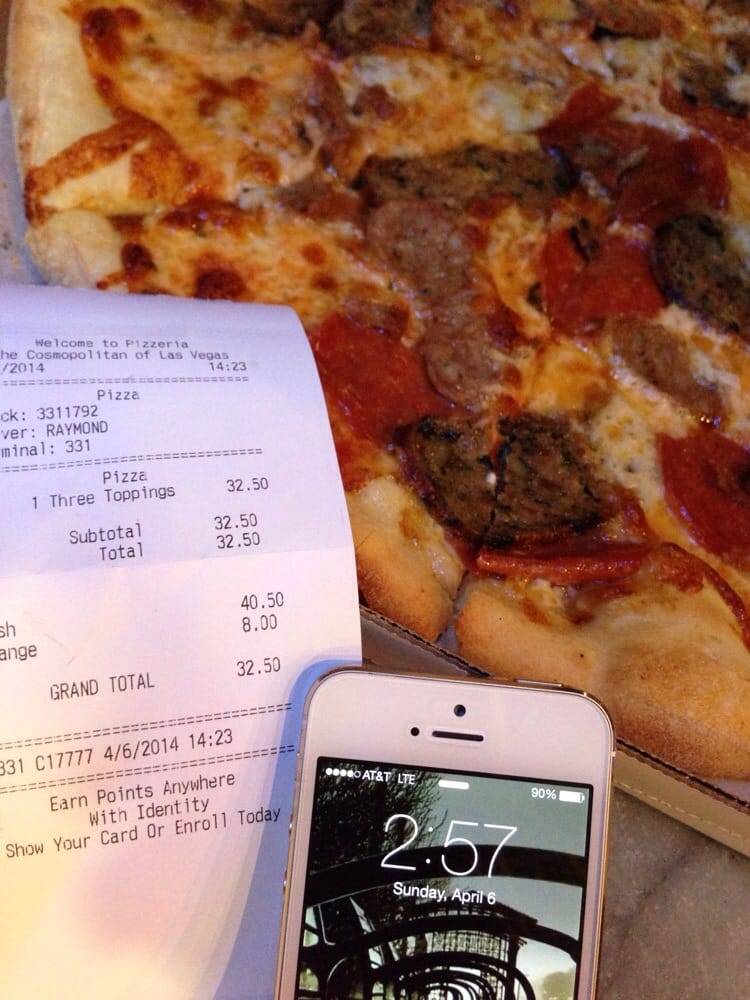 Welcome to Pizzeria
he Cosmopolitan of Las Vegas
/2014 14:23
Pizza
ck: 3311792
ver: RAYMOND
minal: 331
Pizza
1 Three Toppings 32.50
Subtotal 32.50
Total 32.50
sh 40.50
ange 8.00
GRAND TOTAL 32.50
331 C17777 4/6/2014 14:23
Earn Points Anywhere
With Identity
Show Your Card Or Enroll Today
AT&T LTE 90%
2:57
Sunday, April 6